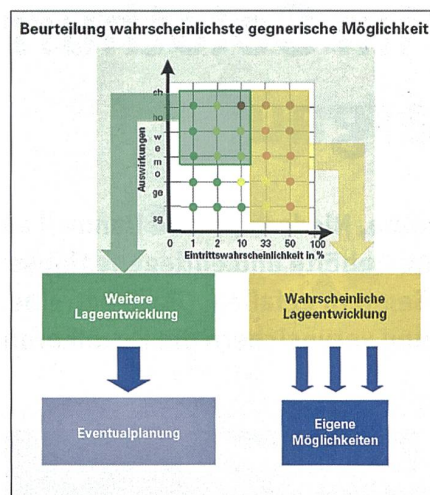 Beurteilung wahrscheinlichste gegnerische Möglichkeit
Auswirkungen
ch
ho
w
e
m
o
ge
sg
0 1 2 10 33 50 100
Eintrittswahrscheinlichkeit in %
Weitere
Lageentwicklung
Wahrscheinliche
Lageentwicklung
Eventualplanung
Eigene
Möglichkeiten